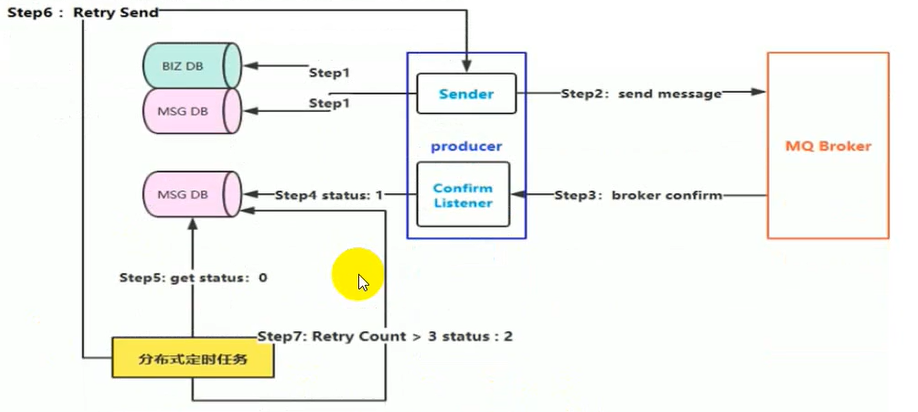 Step6 : Retry Send
BIZ DB
Step1
MSG DB
Step1
Sender
Step2: send message
producer
MQ Broker
MSG DB
Step4 status: 1
Confirm
Listener
Step3: broker confirm
Step5: get status: 0
Step7: Retry Count > 3 status : 2
分布式定时任务